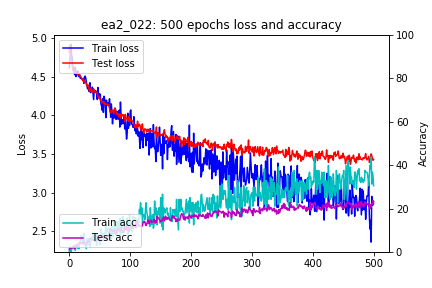 ea2_022: 500 epochs loss and accuracy
5.0
4.5
4.0
3.5
3.0
2.5
Loss
Train loss
Test loss
Train acc
Test acc
100
80
60
40
20
0
Accuracy
0 100 200 300 400 500